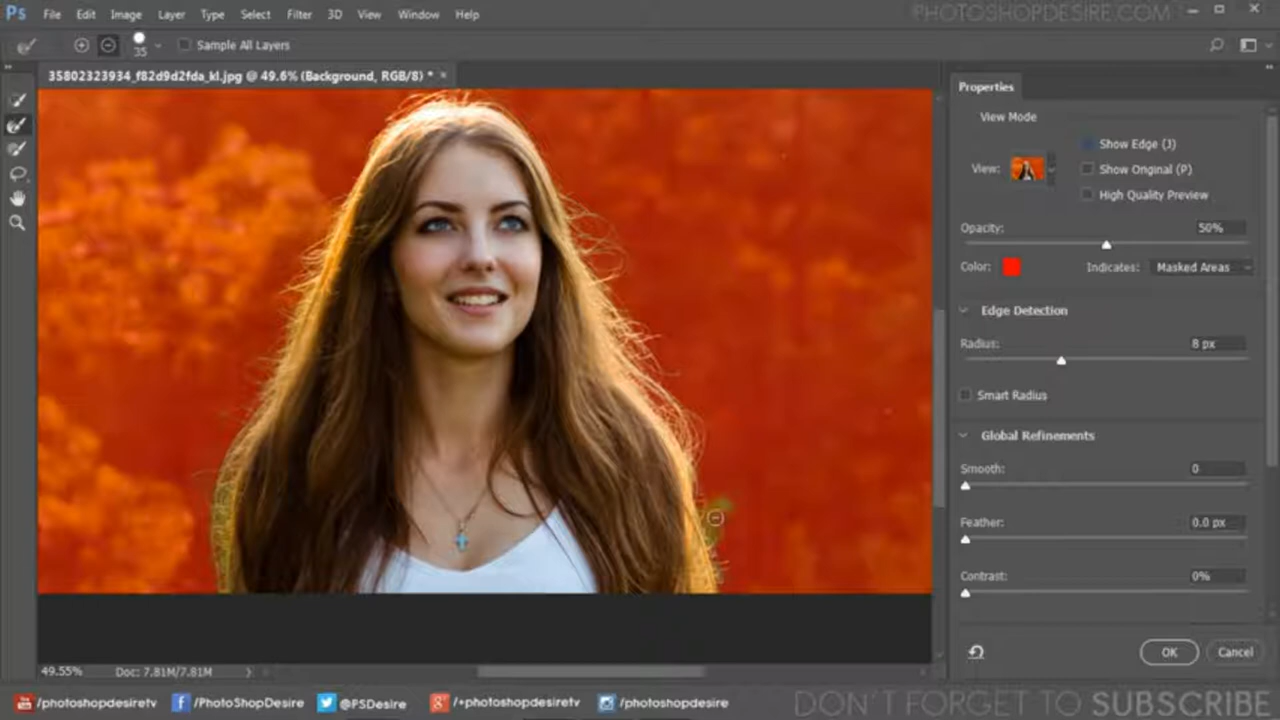 Ps File Edit Image Layer Type Select Filter 3D View Window Help
PHOTOSHOPDESIRE.COM
35 Sample All Layers
35802323934_f82d9d2fda_kl.jpg @ 49.6% (Background, RGB/8) * ×
Properties
View Mode
Show Edge (J)
View:
Show Original (P)
High Quality Preview
Opacity: 50%
Color: Indicates: Masked Areas
Edge Detection
Radius: 8 px
Smart Radius
Global Refinements
Smooth: 0
Feather: 0.0 px
Contrast: 0%
OK Cancel
49.55% Doc: 7.81M/7.81M
You Tube /photoshopdesiretv f /PhotoShopDesire @PSDesire g+ /+photoshopdesiretv /photoshopdesire
DON'T FORGET TO SUBSCRIBE